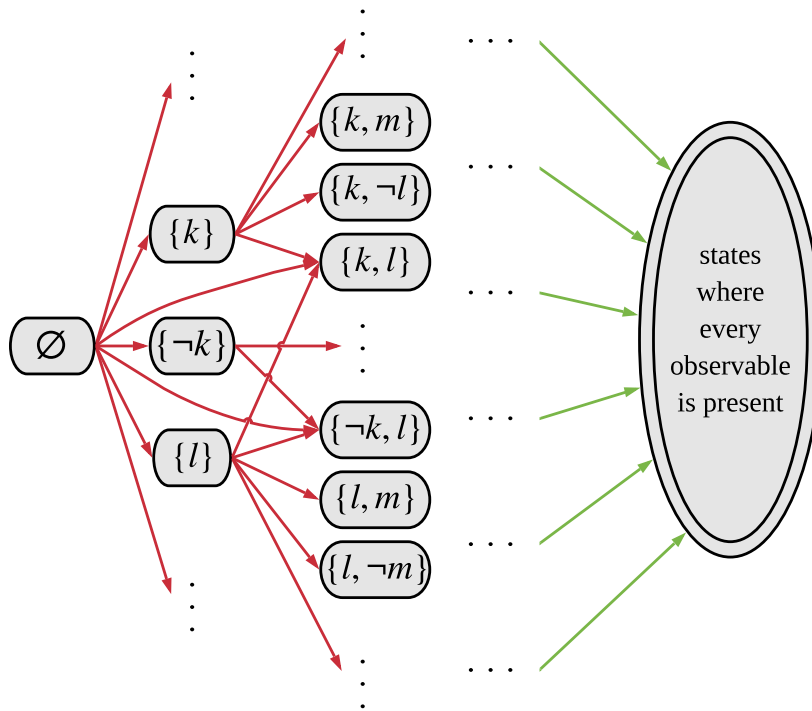 ∅
{k}
{¬k}
{l}
{k, m}
{k, ¬l}
{k, l}
{¬k, l}
{l, m}
{l, ¬m}
states
where
every
observable
is present